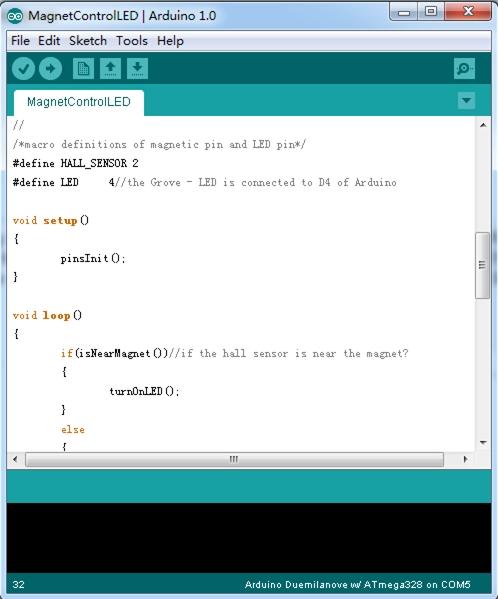 MagnetControlLED | Arduino 1.0
File Edit Sketch Tools Help
MagnetControlLED
//
/*macro definitions of magnetic pin and LED pin*/
#define HALL_SENSOR 2
#define LED     4//the Grove - LED is connected to D4 of Arduino
void setup()
{
        pinsInit();
}
void loop()
{
        if(isNearMagnet())//if the hall sensor is near the magnet?
        {
                turnOnLED();
        }
        else
        {
32
Arduino Duemilanove w/ ATmega328 on COM5